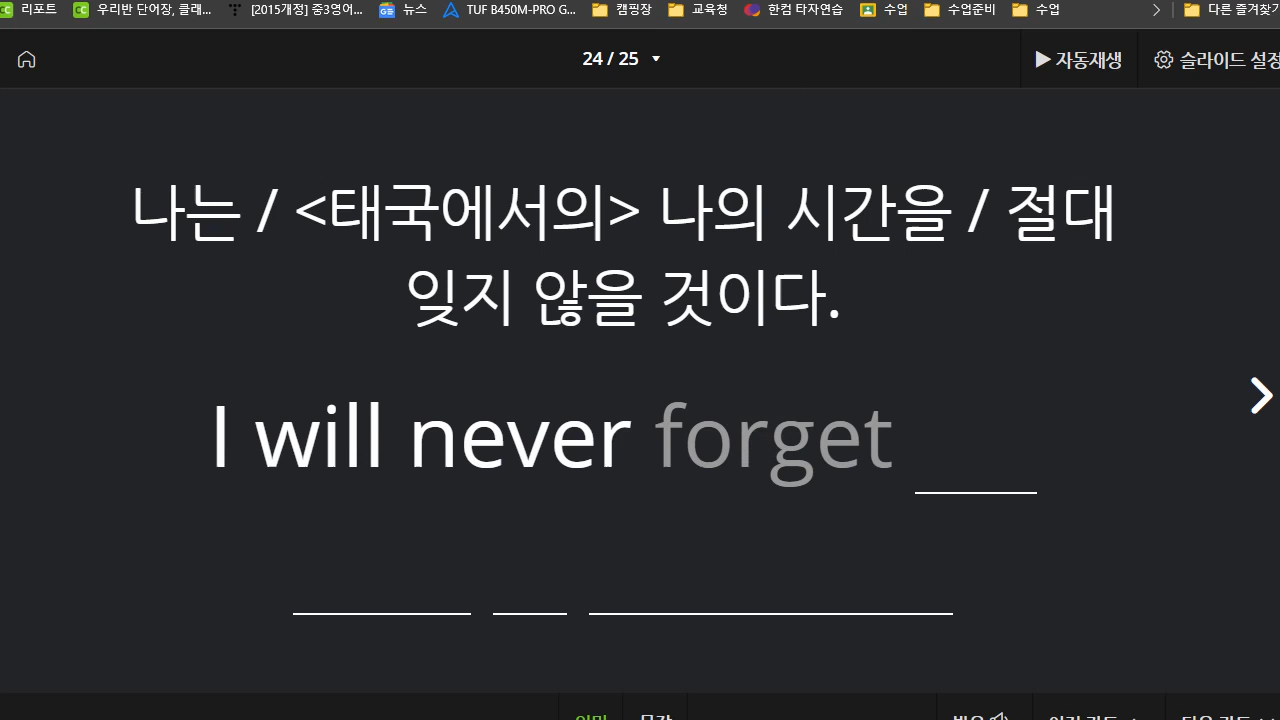 리포트 우리반 단어장, 클래... [2015개정] 중3영어... 뉴스 TUF B450M-PRO G... 캠핑장 교육청 한컴 타자연습 수업 수업준비 수업 다른 즐겨찾기
24 / 25 자동재생 슬라이드 설정
나는 / <태국에서의> 나의 시간을 / 절대
잊지 않을 것이다.
I will never forget